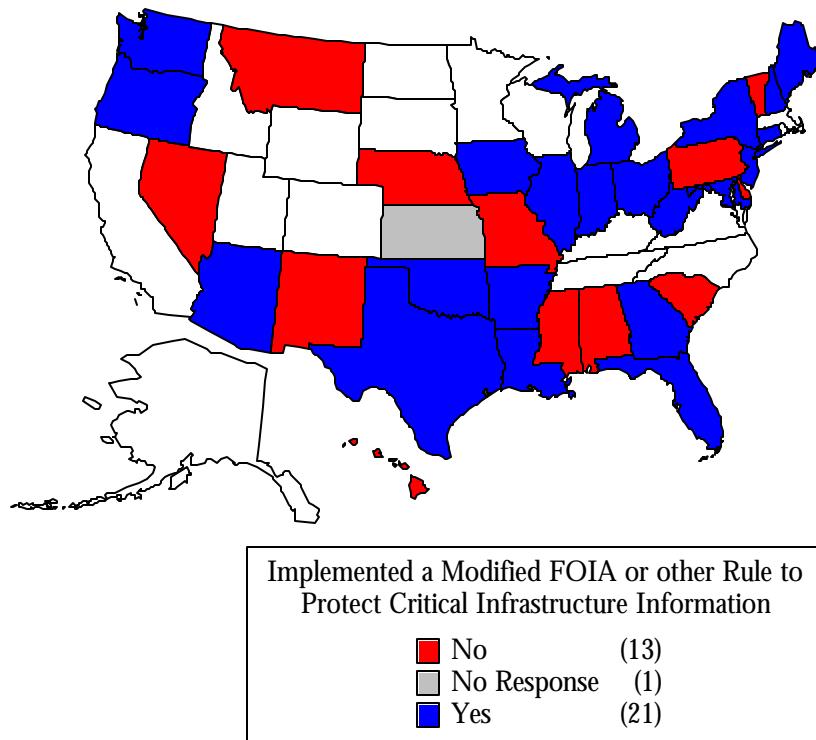 Implemented a Modified FOIA or other Rule to
Protect Critical Infrastructure Information
No (13)
No Response (1)
Yes (21)